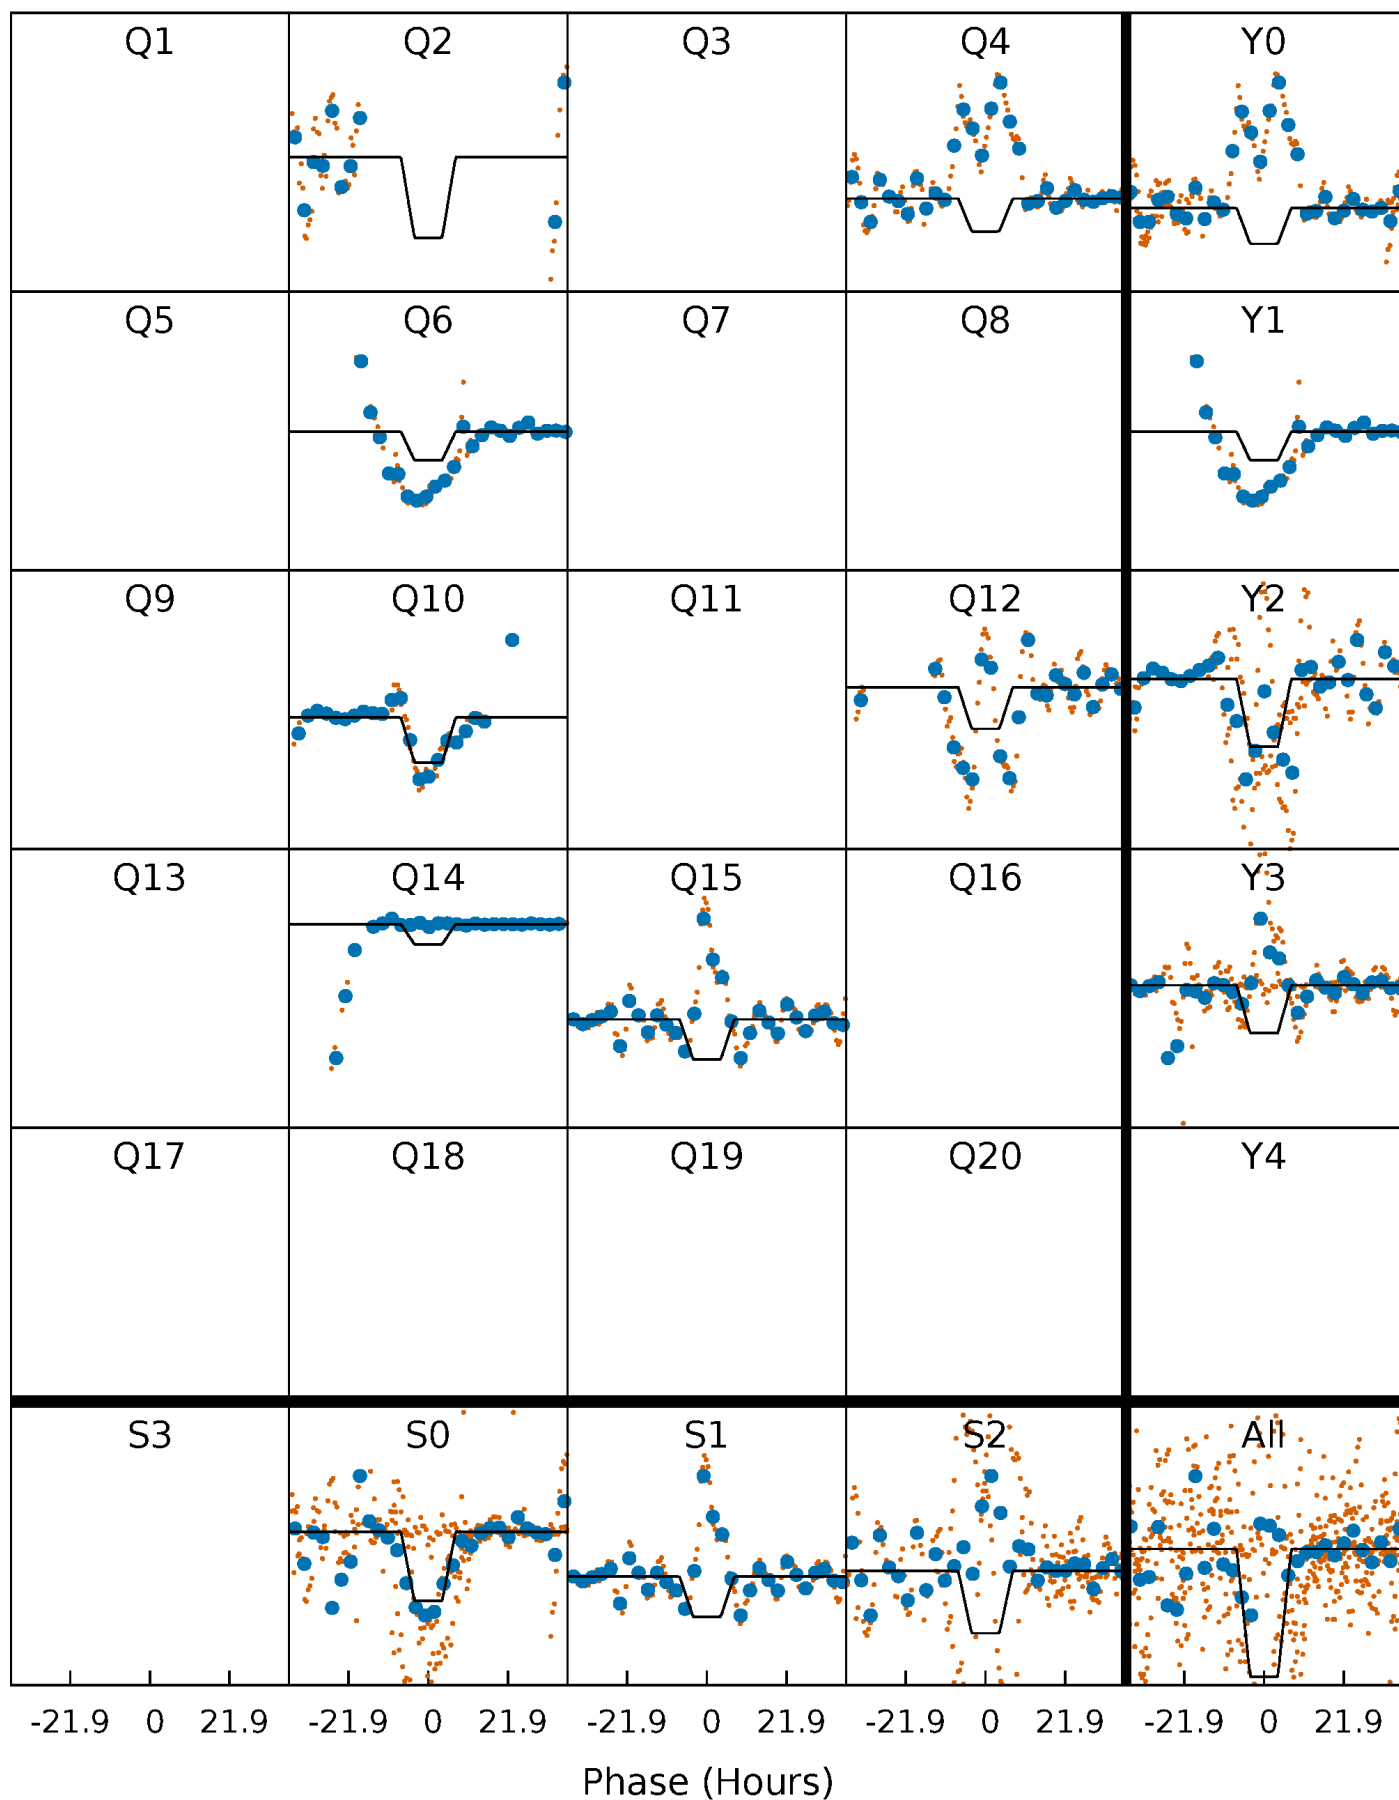 Q1 Q2 Q3 Q4 Y0
Q5 Q6 Q7 Q8 Y1
Q9 Q10 Q11 Q12 Y2
Q13 Q14 Q15 Q16 Y3
Q17 Q18 Q19 Q20 Y4
S3 S0 S1 S2 All
-21.9 0 21.9 -21.9 0 21.9 -21.9 0 21.9 -21.9 0 21.9 -21.9 0 21.9
Phase (Hours)